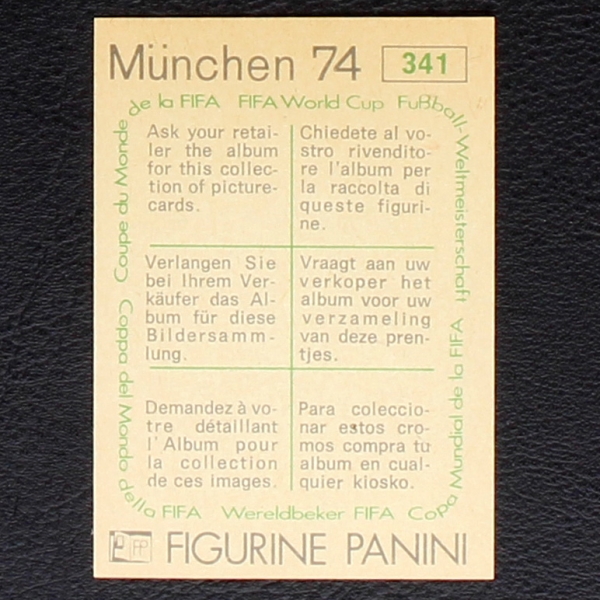 München 74 341
de la FIFA FIFA World Cup Fußball-Weltmeisterschaft
Ask your retai-
ler the album
for this collec-
tion of picture-
cards.
Chiedete al vo-
stro rivendito-
re l'album per
la raccolta di
queste figuri-
ne.
Verlangen Sie
bei Ihrem Ver-
käufer das Al-
bum für diese
Bildersamm-
lung.
Vraagt aan uw
verkoper het
album voor uw
verzameling
van deze pren-
tjes.
Demandez à vo-
tre détaillant
l'Album pour
la collection
de ces images.
Para coleccio-
nar estos cro-
mos compra tu
album en cual-
quier kiosko.
Coupe du Monde
Coppa del Mondo della FIFA
Wereldbeker FIFA
Copa Mundial de la FIFA
FIGURINE PANINI